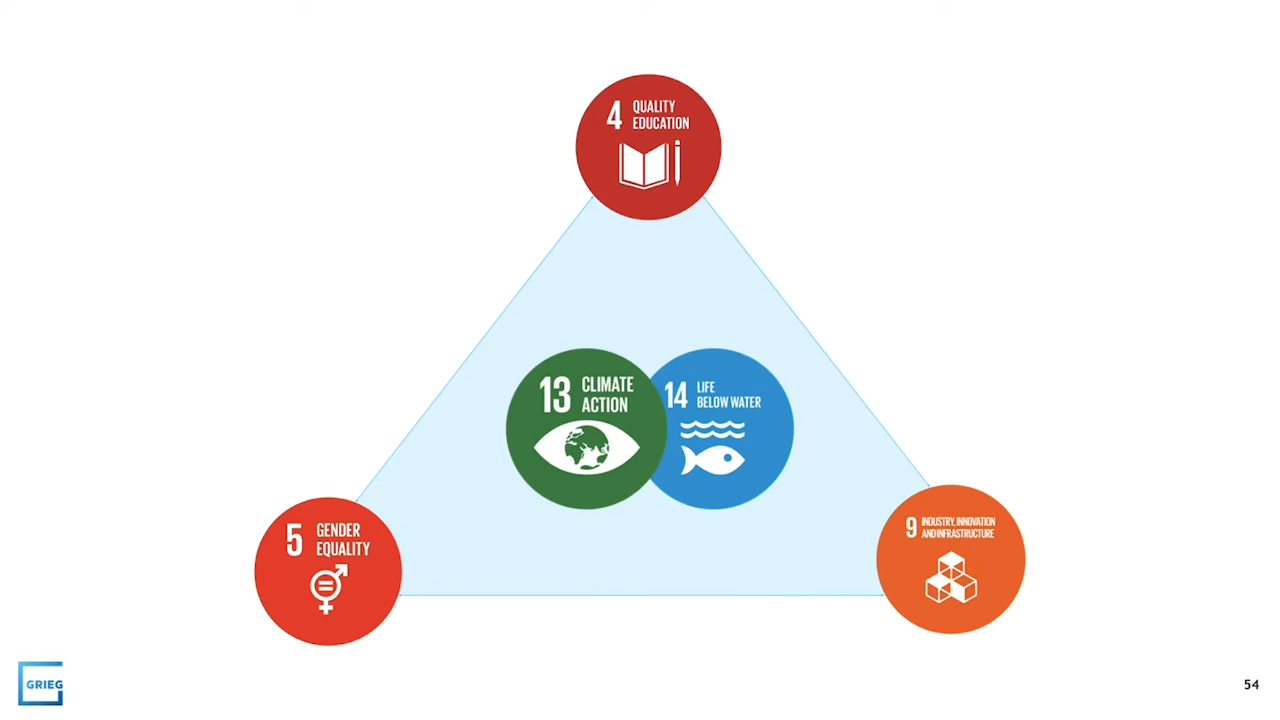 4 QUALITY
EDUCATION
13 CLIMATE
ACTION
14 LIFE
BELOW WATER
5 GENDER
EQUALITY
9 INDUSTRY, INNOVATION
AND INFRASTRUCTURE
GRIEG
54